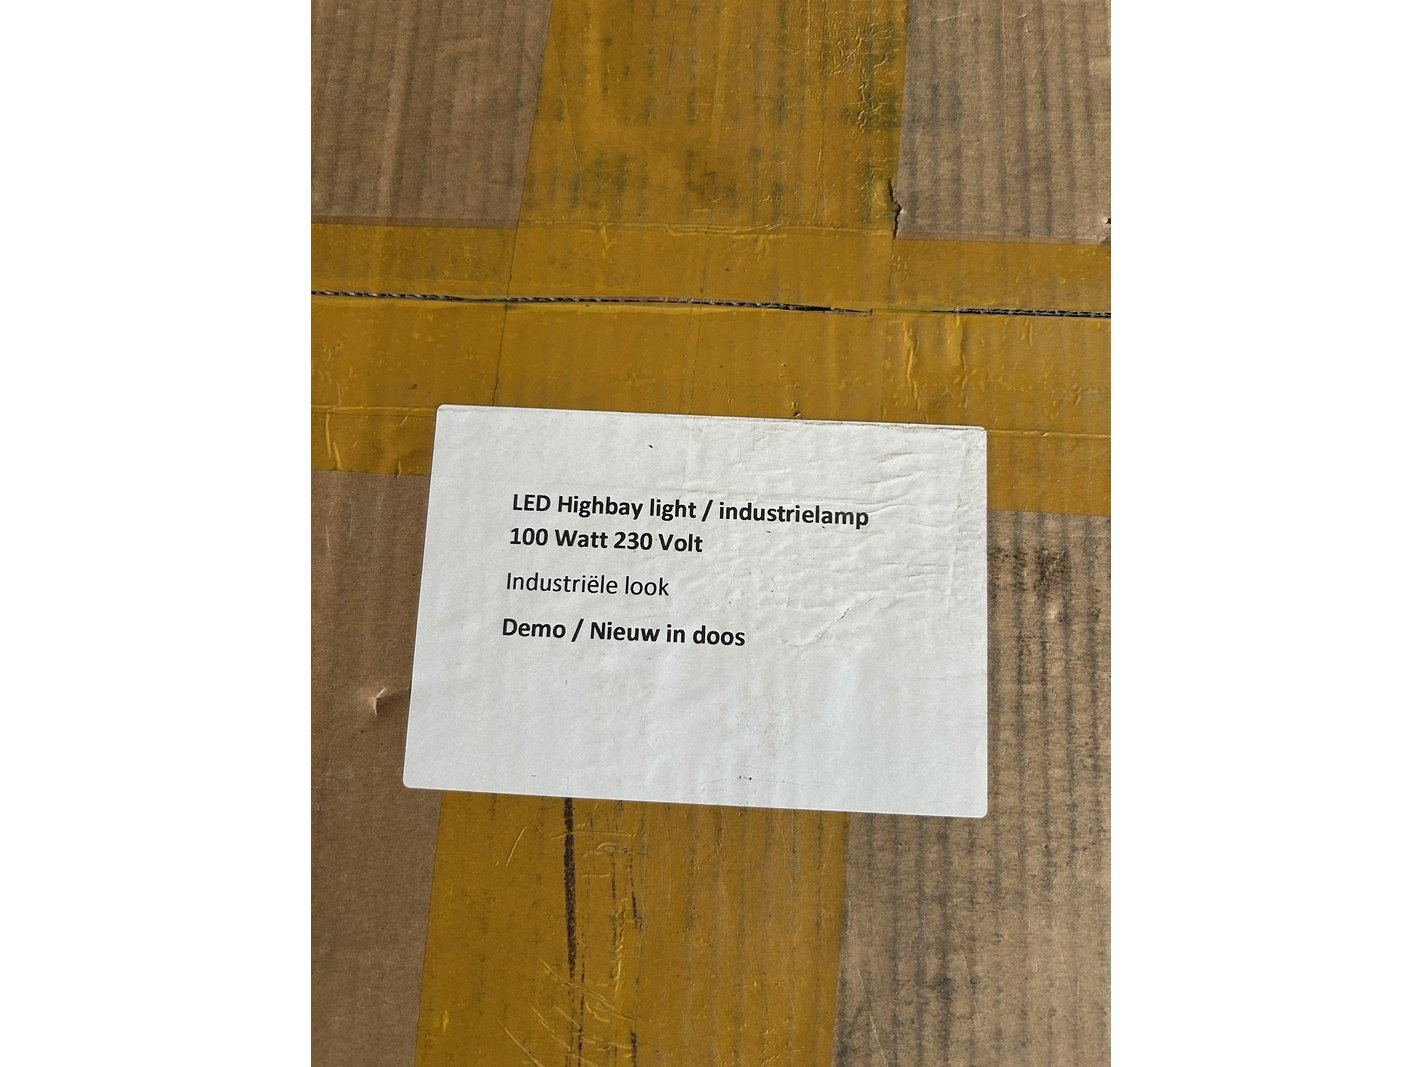 LED Highbay light / industrielamp
100 Watt 230 Volt
Industriële look
Demo / Nieuw in doos